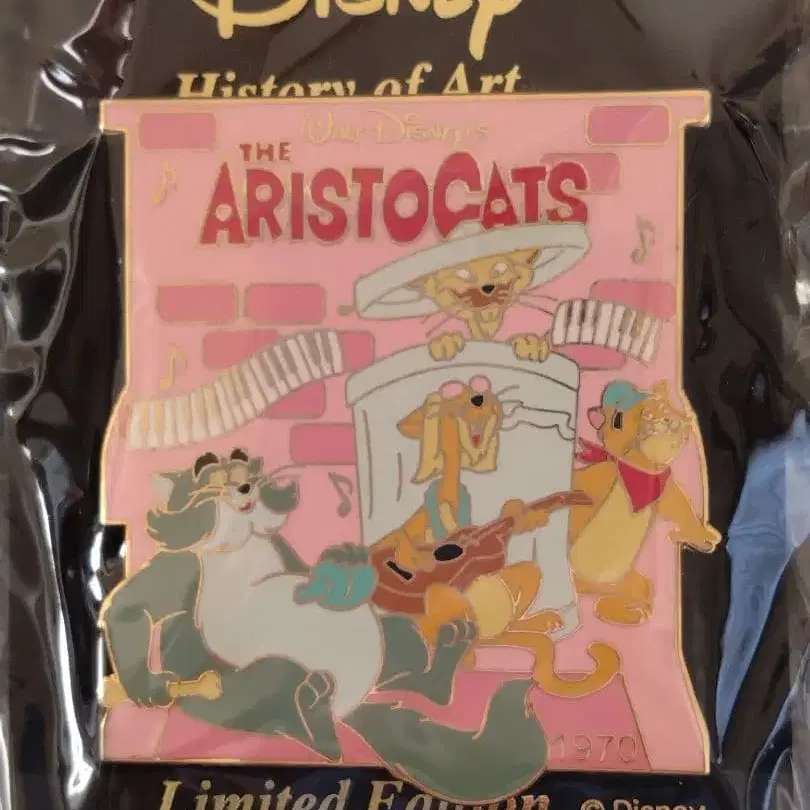 Disney
History of Art
Walt Disney's
THE
ARISTOCATS
1970
Limited Edition © Disney